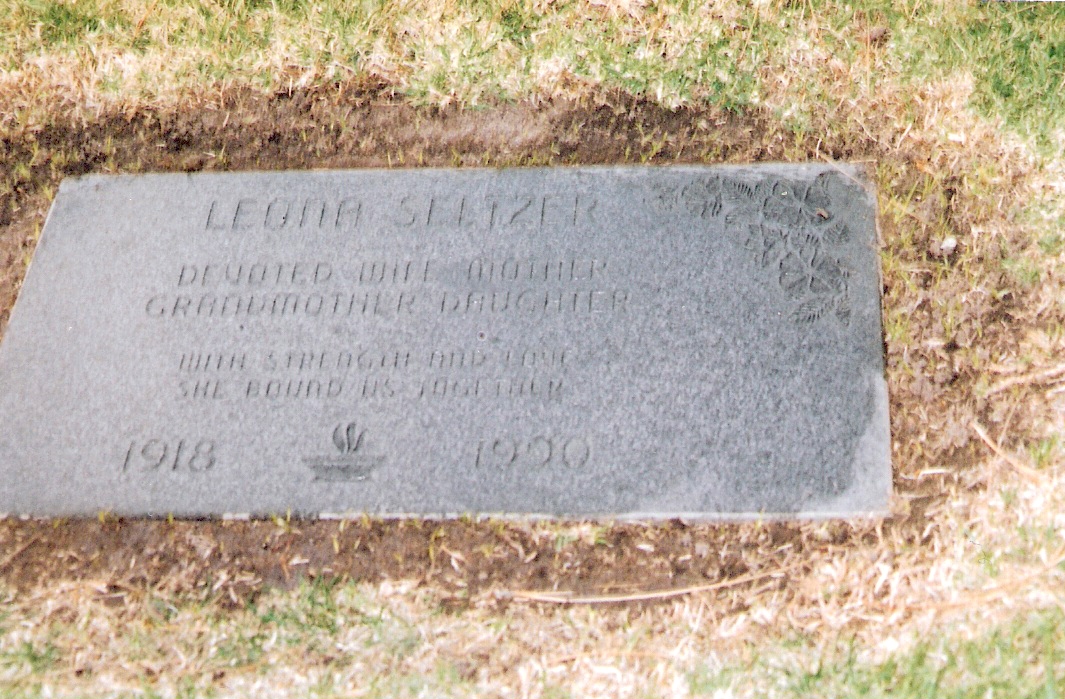 LEONA SELTZER
DEVOTED WIFE MOTHER
GRANDMOTHER DAUGHTER
WITH STRENGTH AND LOVE
SHE BOUND US TOGETHER
1918 1990